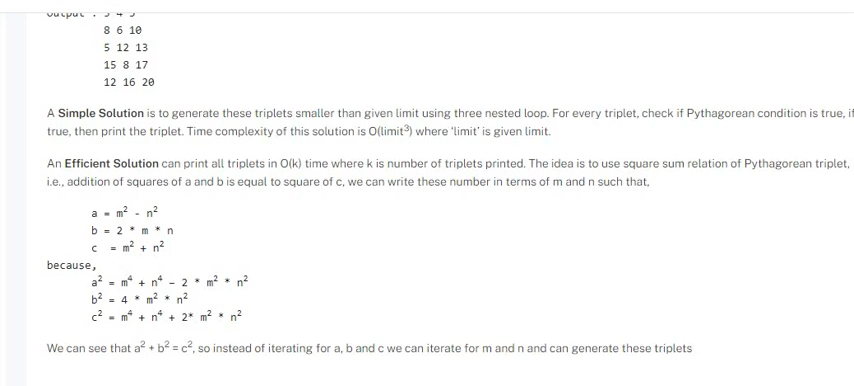 8 6 10
5 12 13
15 8 17
12 16 20
A Simple Solution is to generate these triplets smaller than given limit using three nested loop. For every triplet, check if Pythagorean condition is true, if
true, then print the triplet. Time complexity of this solution is O(limit³) where ‘limit’ is given limit.
An Efficient Solution can print all triplets in O(k) time where k is number of triplets printed. The idea is to use square sum relation of Pythagorean triplet,
i.e., addition of squares of a and b is equal to square of c, we can write these number in terms of m and n such that,
a = m² - n²
b = 2 * m * n
c = m² + n²
because,
a² = m⁴ + n⁴ – 2 * m² * n²
b² = 4 * m² * n²
c² = m⁴ + n⁴ + 2* m² * n²
We can see that a² + b² = c², so instead of iterating for a, b and c we can iterate for m and n and can generate these triplets